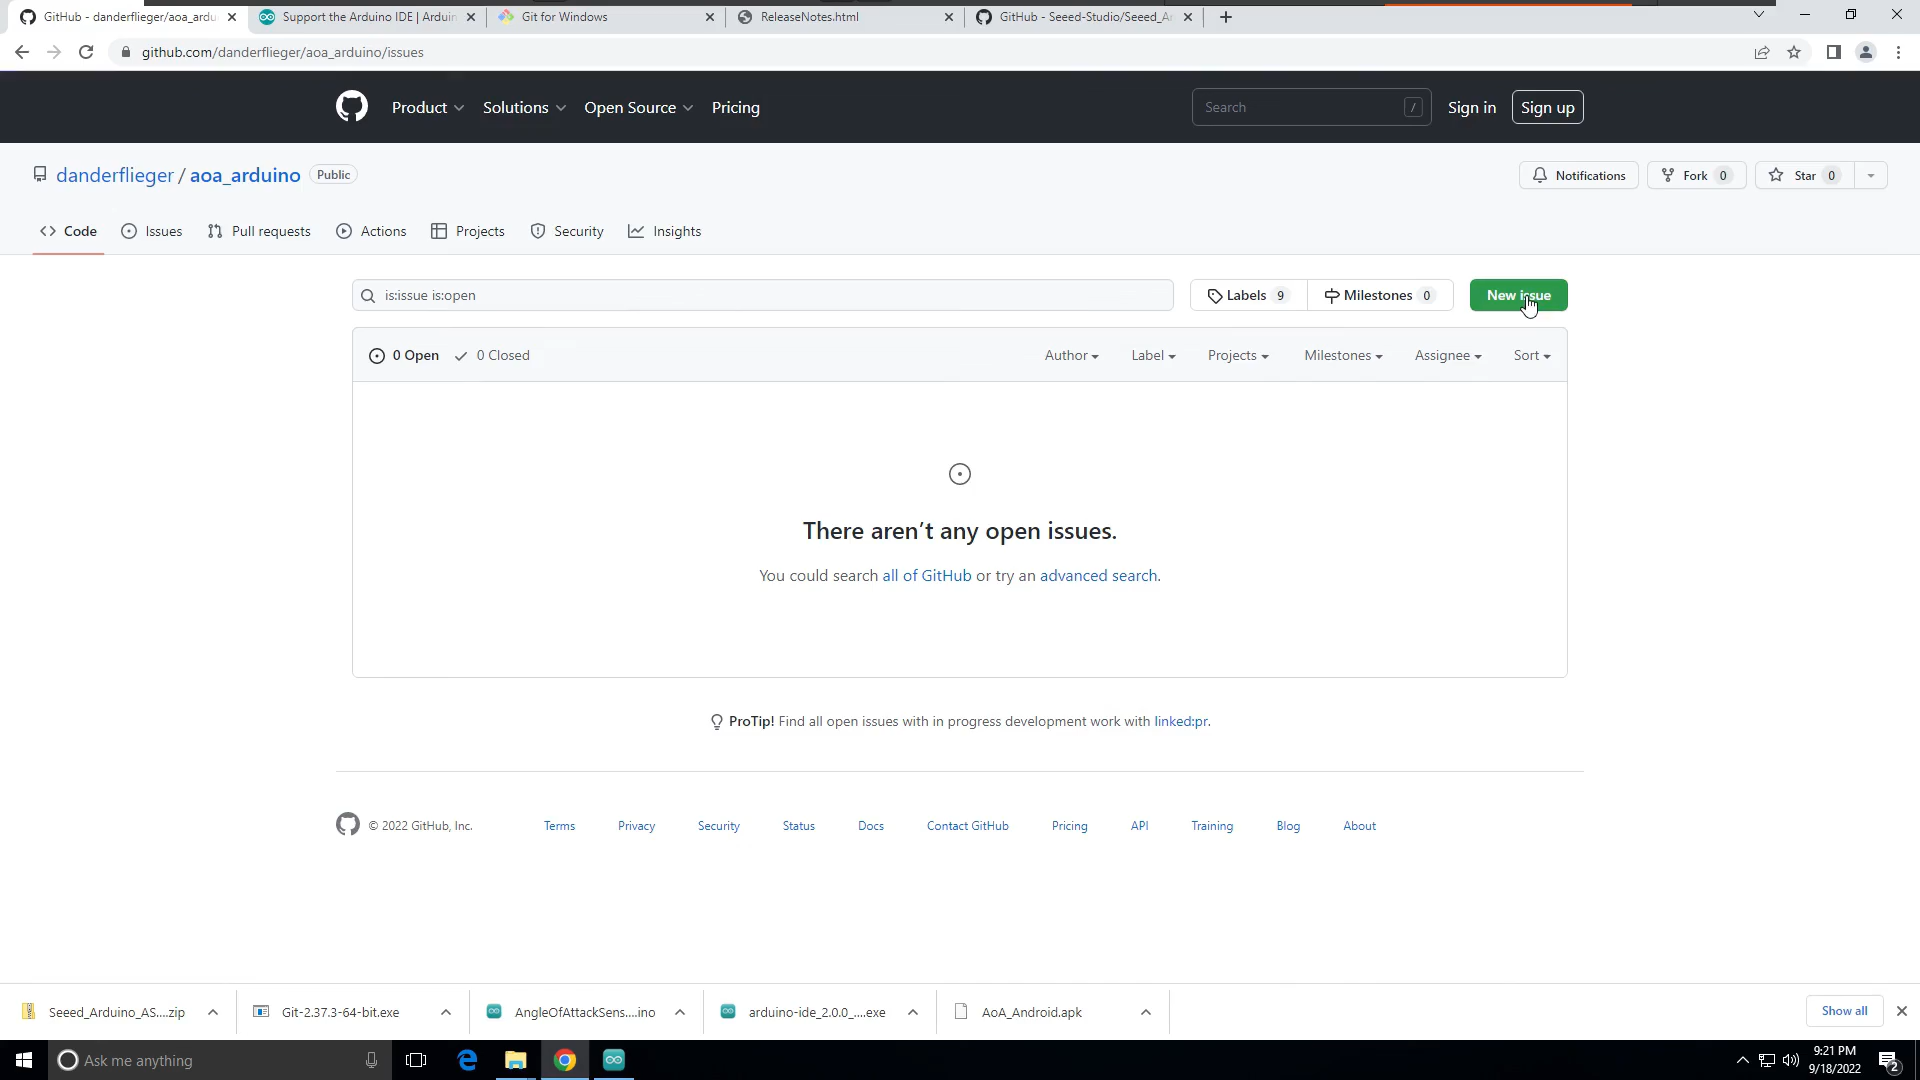 GitHub - danderflieger/aoa_ardu
Support the Arduino IDE | Arduin
Git for Windows
ReleaseNotes.html
GitHub - Seeed-Studio/Seeed_Ar
github.com/danderflieger/aoa_arduino/issues
Product
Solutions
Open Source
Pricing
Search /
Sign in
Sign up
danderflieger / aoa_arduino Public
Notifications
Fork 0
Star 0
Code
Issues
Pull requests
Actions
Projects
Security
Insights
is:issue is:open
Labels 9
Milestones 0
New issue
0 Open
0 Closed
Author
Label
Projects
Milestones
Assignee
Sort
There aren’t any open issues.
You could search all of GitHub or try an advanced search.
ProTip! Find all open issues with in progress development work with linked:pr.
© 2022 GitHub, Inc.
Terms
Privacy
Security
Status
Docs
Contact GitHub
Pricing
API
Training
Blog
About
Seeed_Arduino_AS....zip
Git-2.37.3-64-bit.exe
AngleOfAttackSens....ino
arduino-ide_2.0.0_....exe
AoA_Android.apk
Show all
Ask me anything
9:21 PM
9/18/2022
2